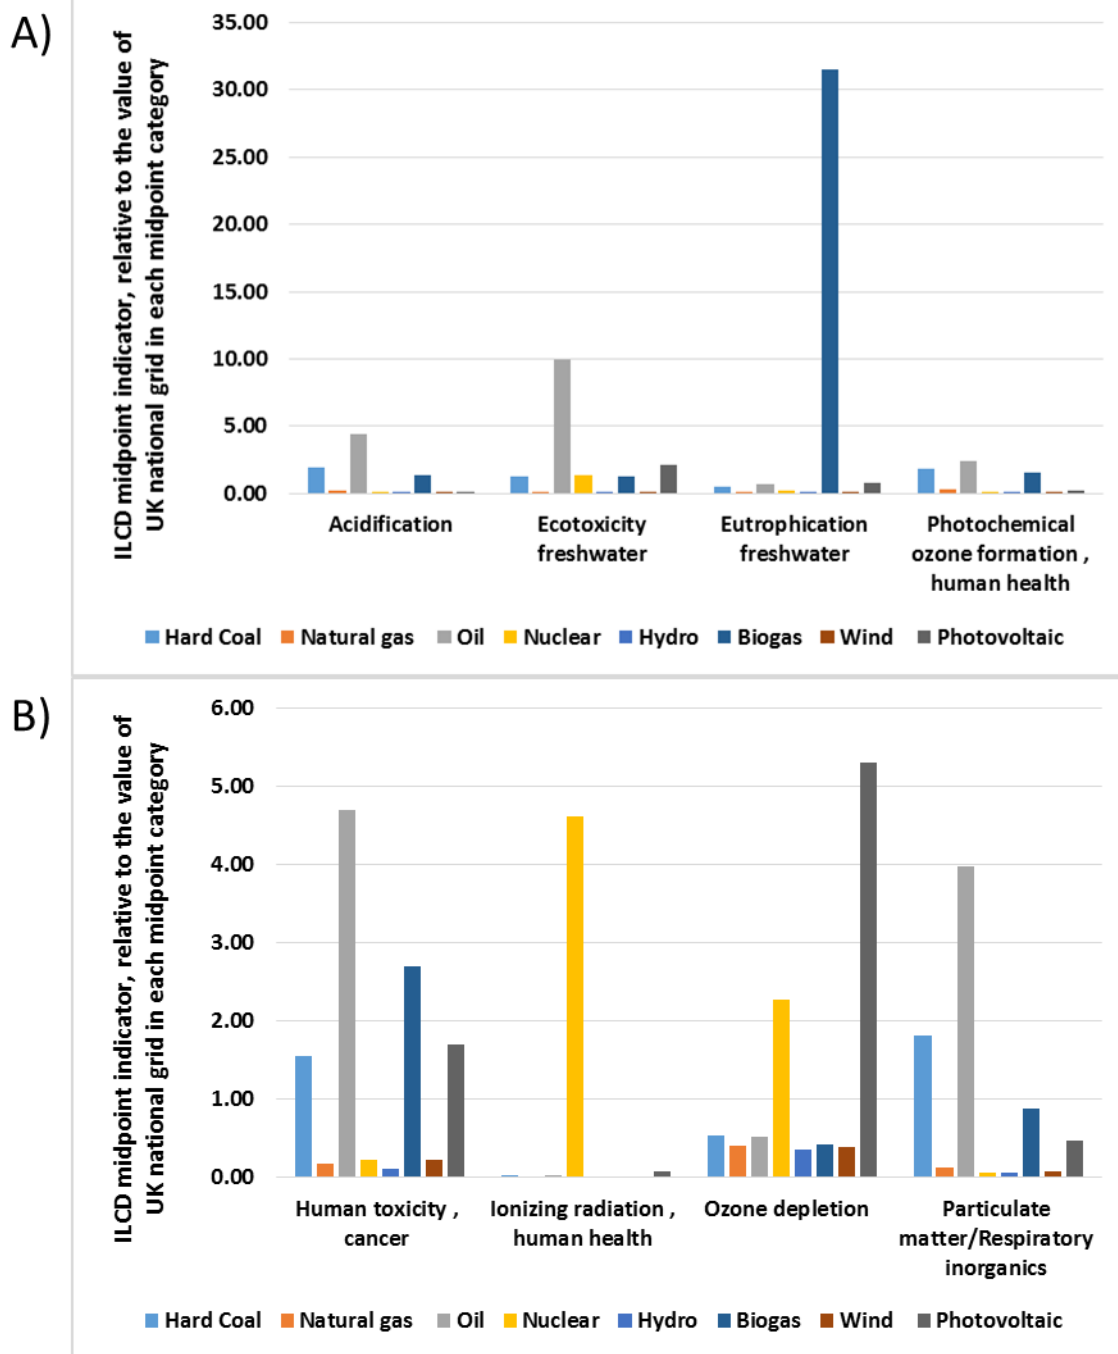 A)
ILCD midpoint indicator, relative to the value of
UK national grid in each midpoint category
35.00
30.00
25.00
20.00
15.00
10.00
5.00
0.00
Acidification
Ecotoxicity
freshwater
Eutrophication
freshwater
Photochemical
ozone formation ,
human health
Hard Coal Natural gas Oil Nuclear Hydro Biogas Wind Photovoltaic
B)
ILCD midpoint indicator, relative to the value of
UK national grid in each midpoint category
6.00
5.00
4.00
3.00
2.00
1.00
0.00
Human toxicity ,
cancer
Ionizing radiation ,
human health
Ozone depletion
Particulate
matter/Respiratory
inorganics
Hard Coal Natural gas Oil Nuclear Hydro Biogas Wind Photovoltaic